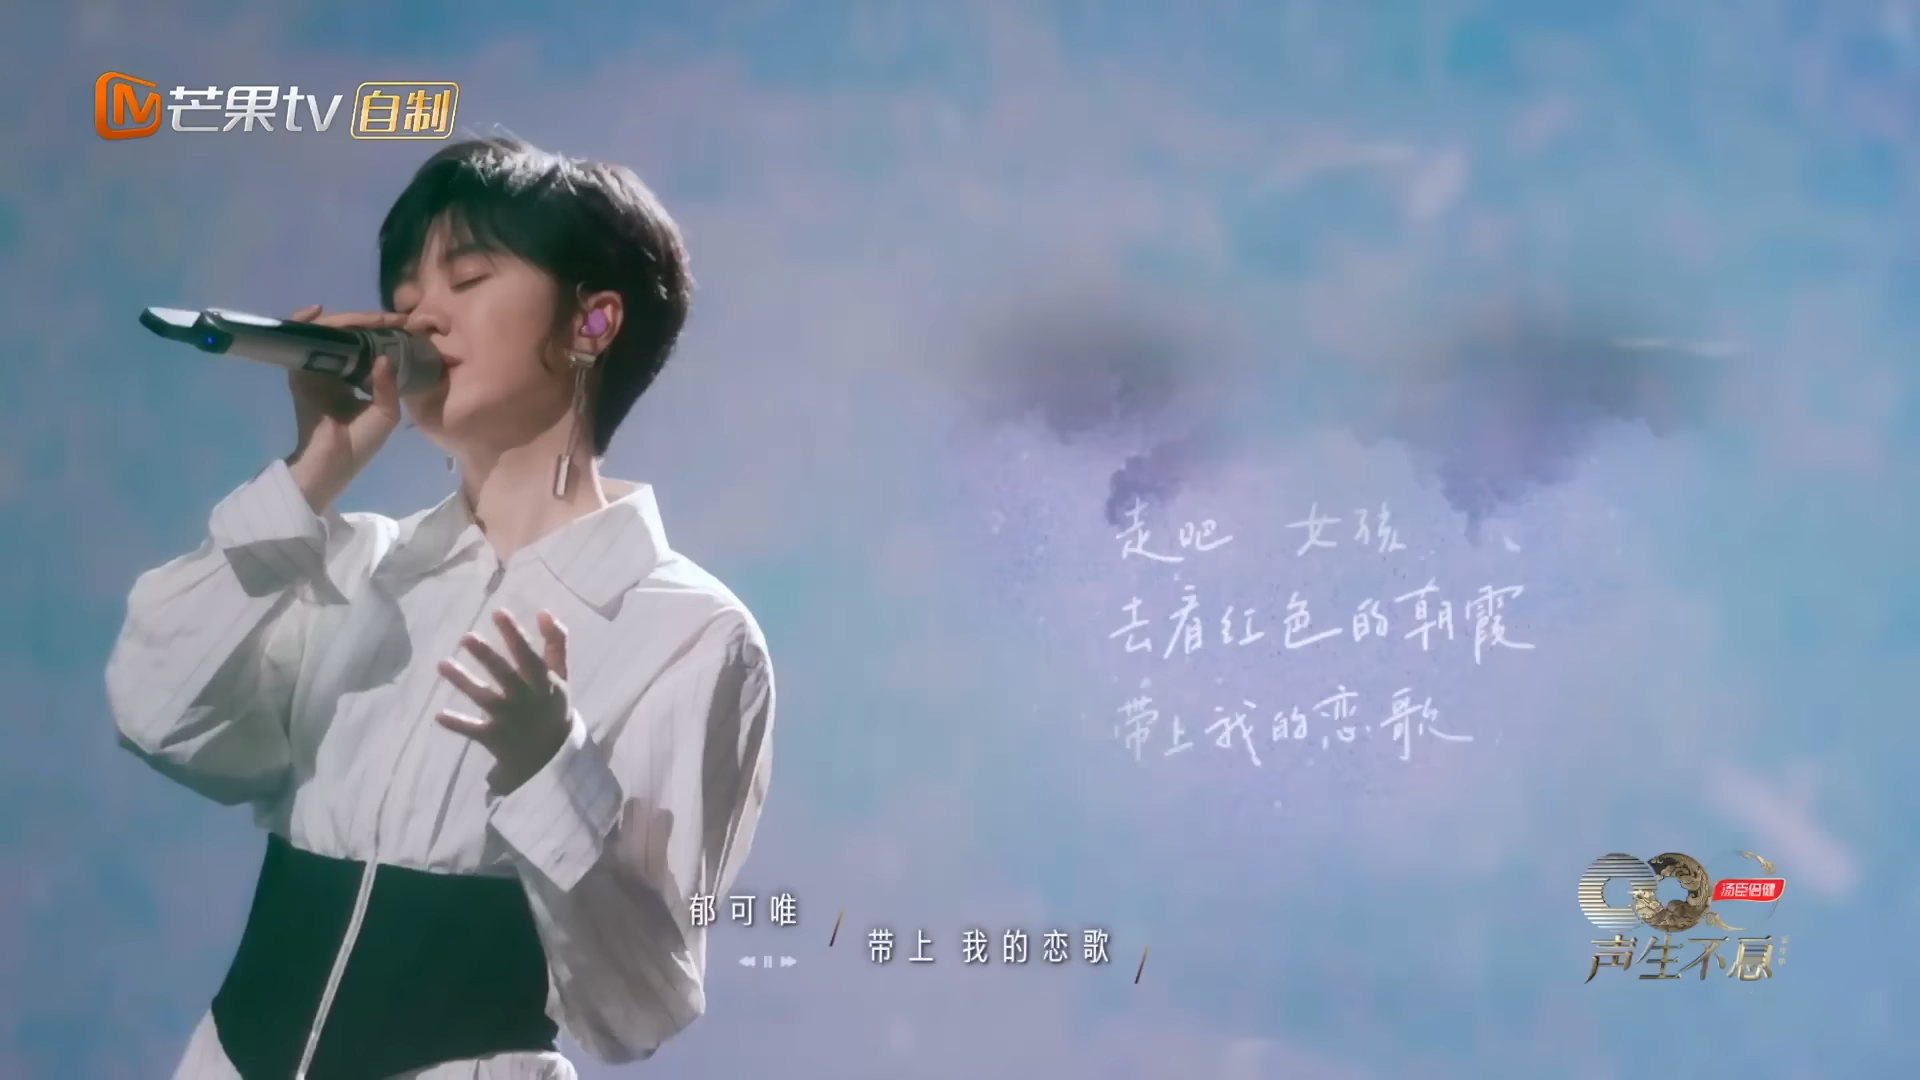 芒果tv 自制
走吧 女孩
去看红色的朝霞
带上我的恋歌
郁可唯
带上 我的恋歌
汤臣倍健
声生不息